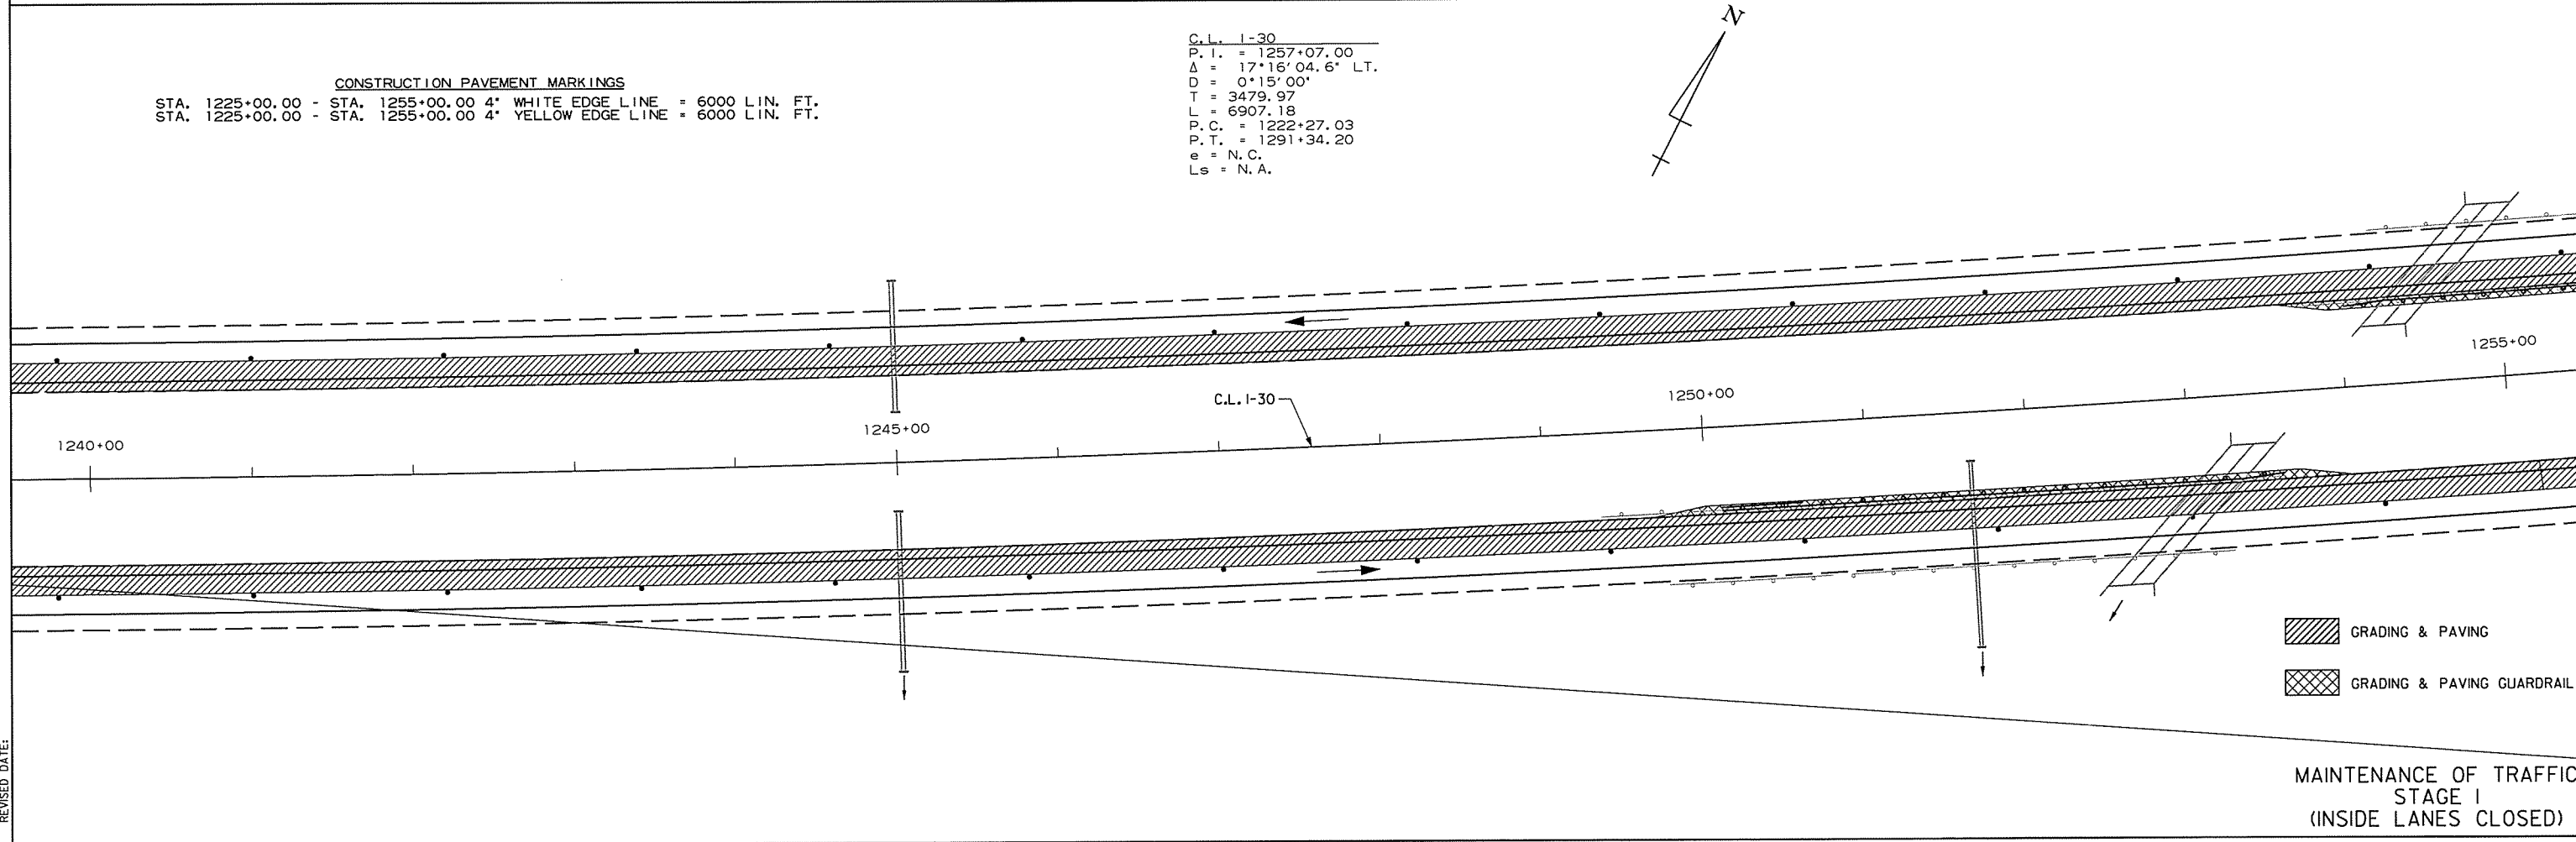 CONSTRUCTION PAVEMENT MARKINGS
STA. 1225+00.00 - STA. 1255+00.00 4" WHITE EDGE LINE = 6000 LIN. FT.
STA. 1225+00.00 - STA. 1255+00.00 4" YELLOW EDGE LINE = 6000 LIN. FT.
C.L. I-30
P.I. = 1257+07.00
Δ = 17°16'04.6" LT.
D = 0°15'00"
T = 3479.97
L = 6907.18
P.C. = 1222+27.03
P.T. = 1291+34.20
e = N.C.
Ls = N.A.
N
1255+00
1250+00
C.L. I-30
1245+00
1240+00
GRADING & PAVING
GRADING & PAVING GUARDRAIL
REVISED DATE:
MAINTENANCE OF TRAFFIC
STAGE I
(INSIDE LANES CLOSED)